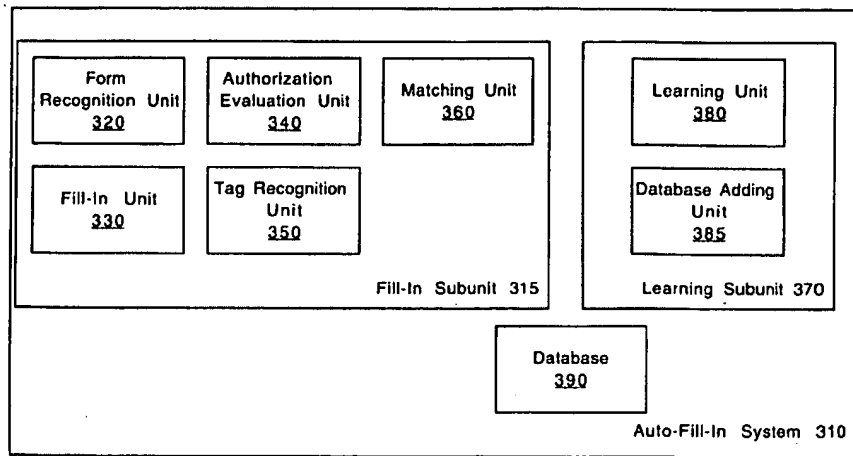 Form
Recognition Unit
320
Authorization
Evaluation Unit
340
Matching Unit
360
Fill-In Unit
330
Tag Recognition
Unit
350
Fill-In Subunit 315
Learning Unit
380
Database Adding
Unit
385
Learning Subunit 370
Database
390
Auto-Fill-In System 310